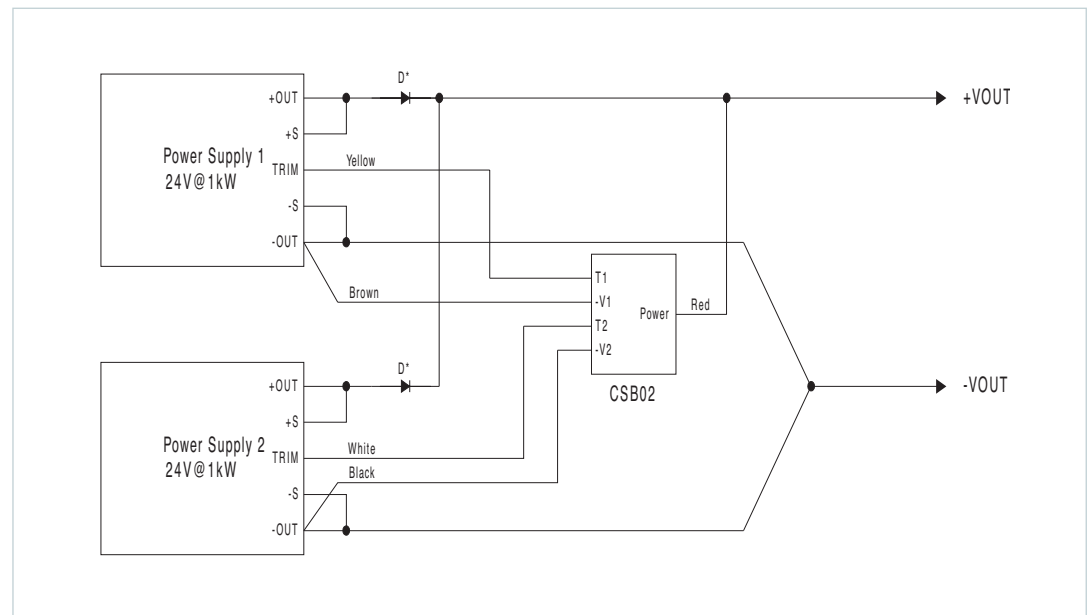 D*
+OUT
+VOUT
+S
Power Supply 1
24V@1kW
TRIM
Yellow
-S
-OUT
T1
Brown
-V1
Power
Red
T2
-V2
CSB02
D*
+OUT
-VOUT
+S
Power Supply 2
24V@1kW
TRIM
White
Black
-S
-OUT